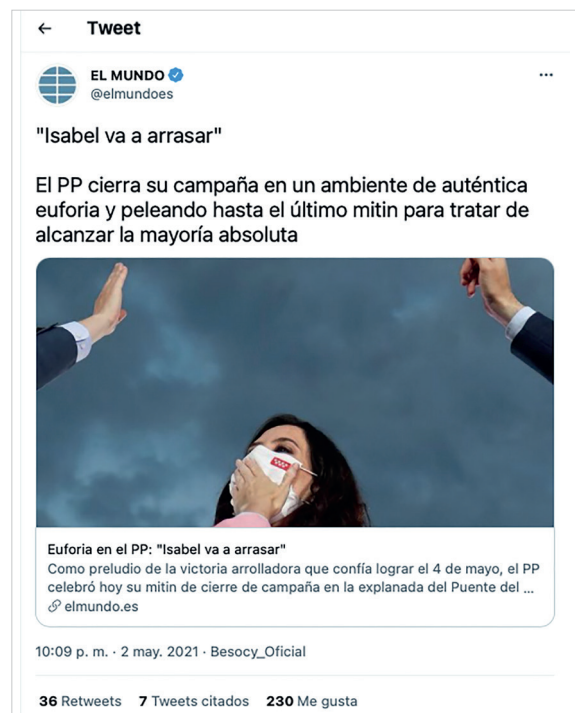 Tweet
EL MUNDO
@elmundoes
"Isabel va a arrasar"
El PP cierra su campaña en un ambiente de auténtica
euforia y peleando hasta el último mitin para tratar de
alcanzar la mayoría absoluta
Euforia en el PP: "Isabel va a arrasar"
Como preludio de la victoria arrolladora que confía lograr el 4 de mayo, el PP
celebró hoy su mitin de cierre de campaña en la explanada del Puente del ...
elmundo.es
10:09 p. m. · 2 may. 2021 · Besocy_Oficial
36 Retweets 7 Tweets citados 230 Me gusta